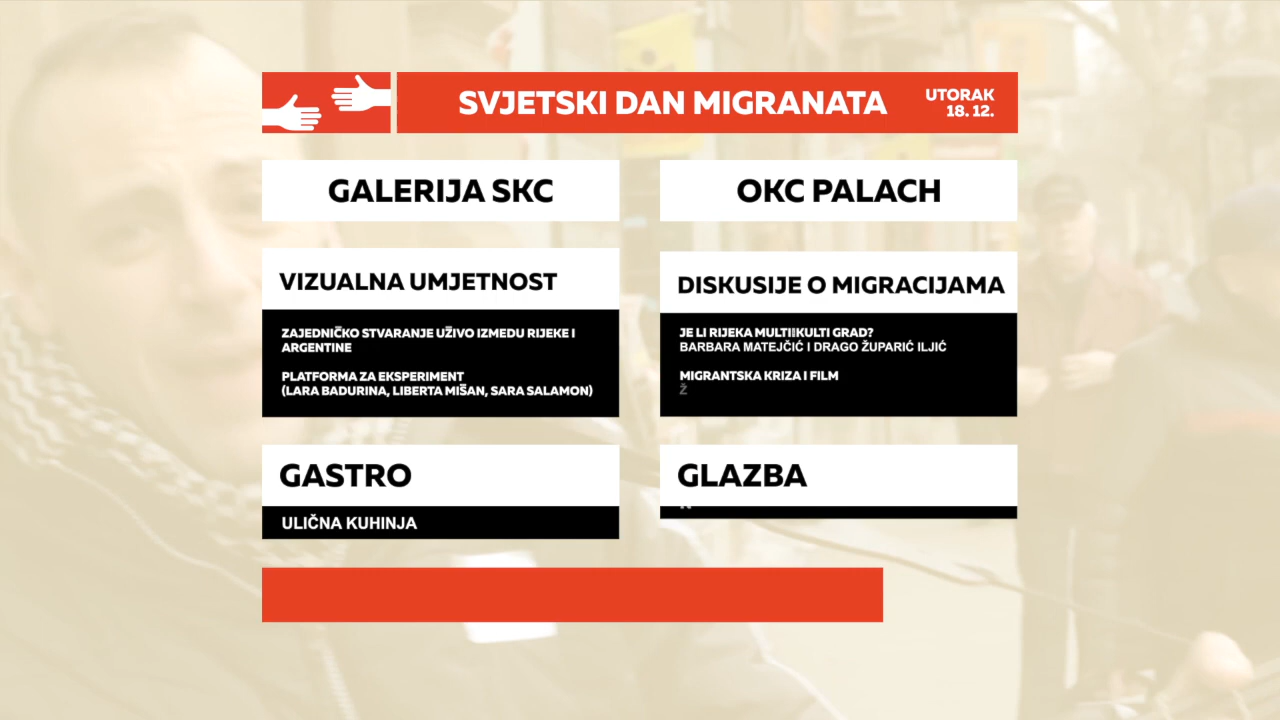 SVJETSKI DAN MIGRANATA
UTORAK
18. 12.
GALERIJA SKC
VIZUALNA UMJETNOST
ZAJEDNIČKO STVARANJE UŽIVO IZMEDU RIJEKE I
ARGENTINE
PLATFORMA ZA EKSPERIMENT
(LARA BADURINA, LIBERTA MIŠAN, SARA SALAMON)
GASTRO
ULIČNA KUHINJA
OKC PALACH
DISKUSIJE O MIGRACIJAMA
JE LI RIJEKA MULTIKULTI GRAD?
BARBARA MATEJČIĆ I DRAGO ŽUPARIĆ ILJIĆ
MIGRANTSKA KRIZA I FILM
Ž
GLAZBA